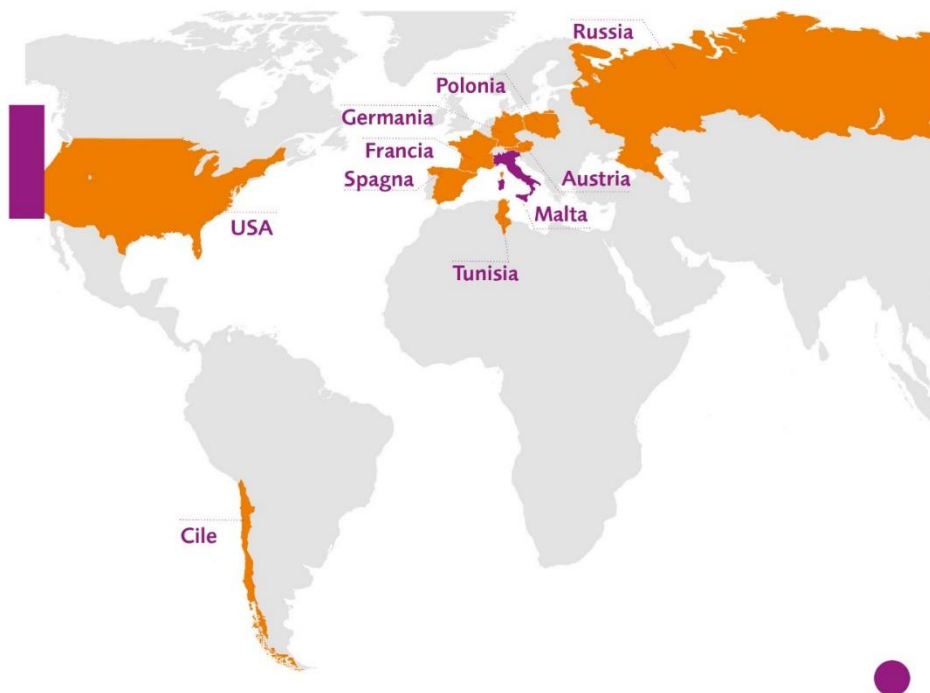 Russia
Polonia
Germania
Francia
Spagna
Austria
Malta
USA
Tunisia
Cile